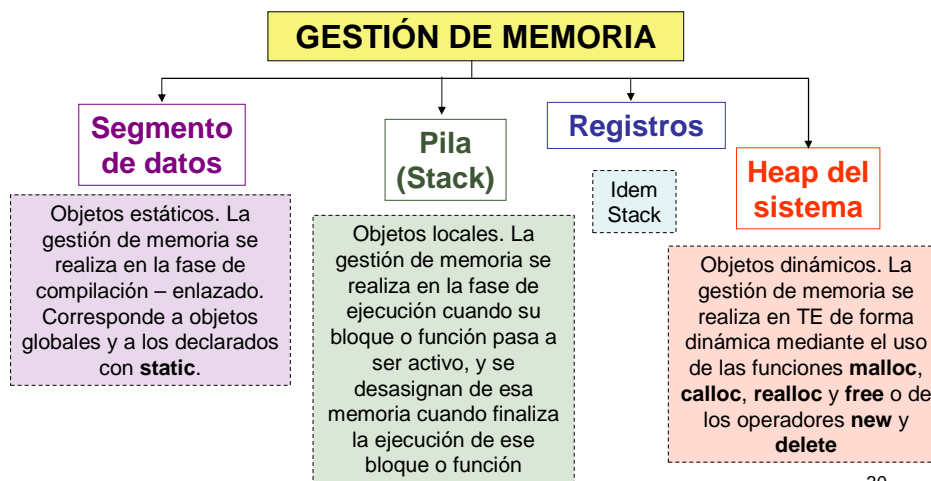 GESTIÓN DE MEMORIA
Segmento
de datos
Objetos estáticos. La
gestión de memoria se
realiza en la fase de
compilación – enlazado.
Corresponde a objetos
globales y a los declarados
con static.
Pila
(Stack)
Objetos locales. La
gestión de memoria se
realiza en la fase de
ejecución cuando su
bloque o función pasa a
ser activo, y se
desasignan de esa
memoria cuando finaliza
la ejecución de ese
bloque o función
Registros
Idem
Stack
Heap del
sistema
Objetos dinámicos. La
gestión de memoria se
realiza en TE de forma
dinámica mediante el uso
de las funciones malloc,
calloc, realloc y free o de
los operadores new y
delete